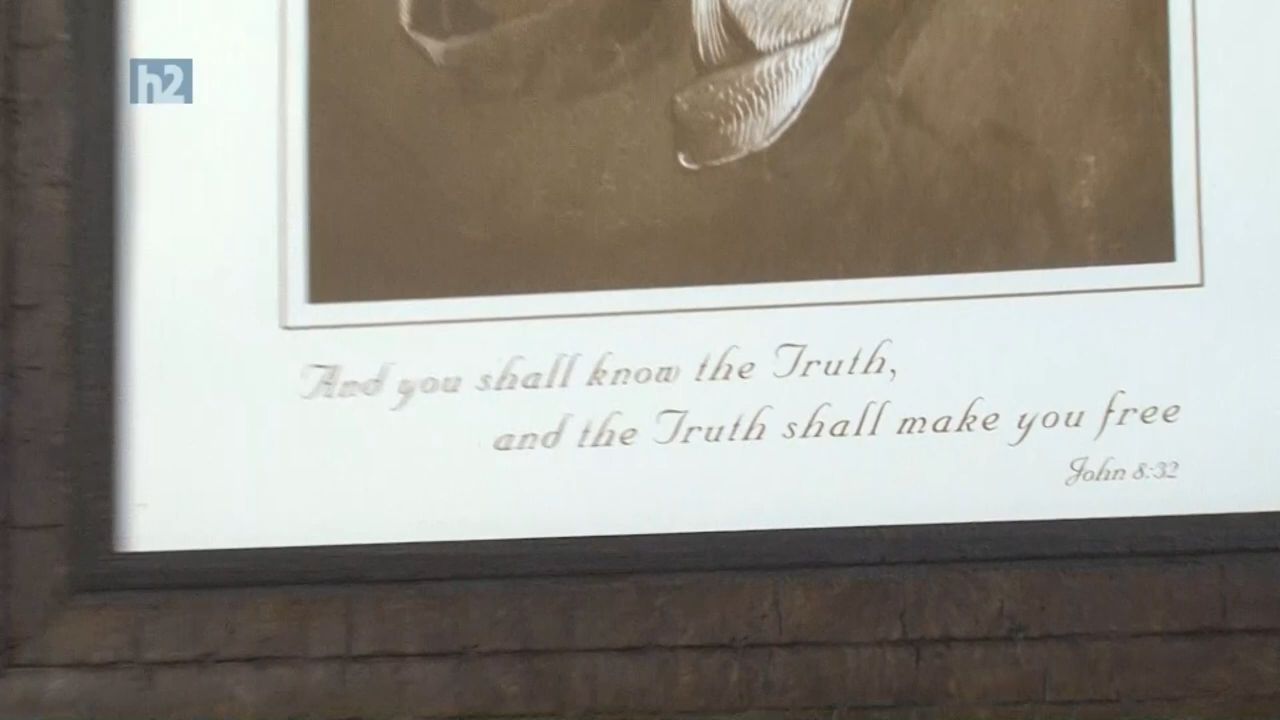 h2
And you shall know the Truth,
and the Truth shall make you free
John 8:32